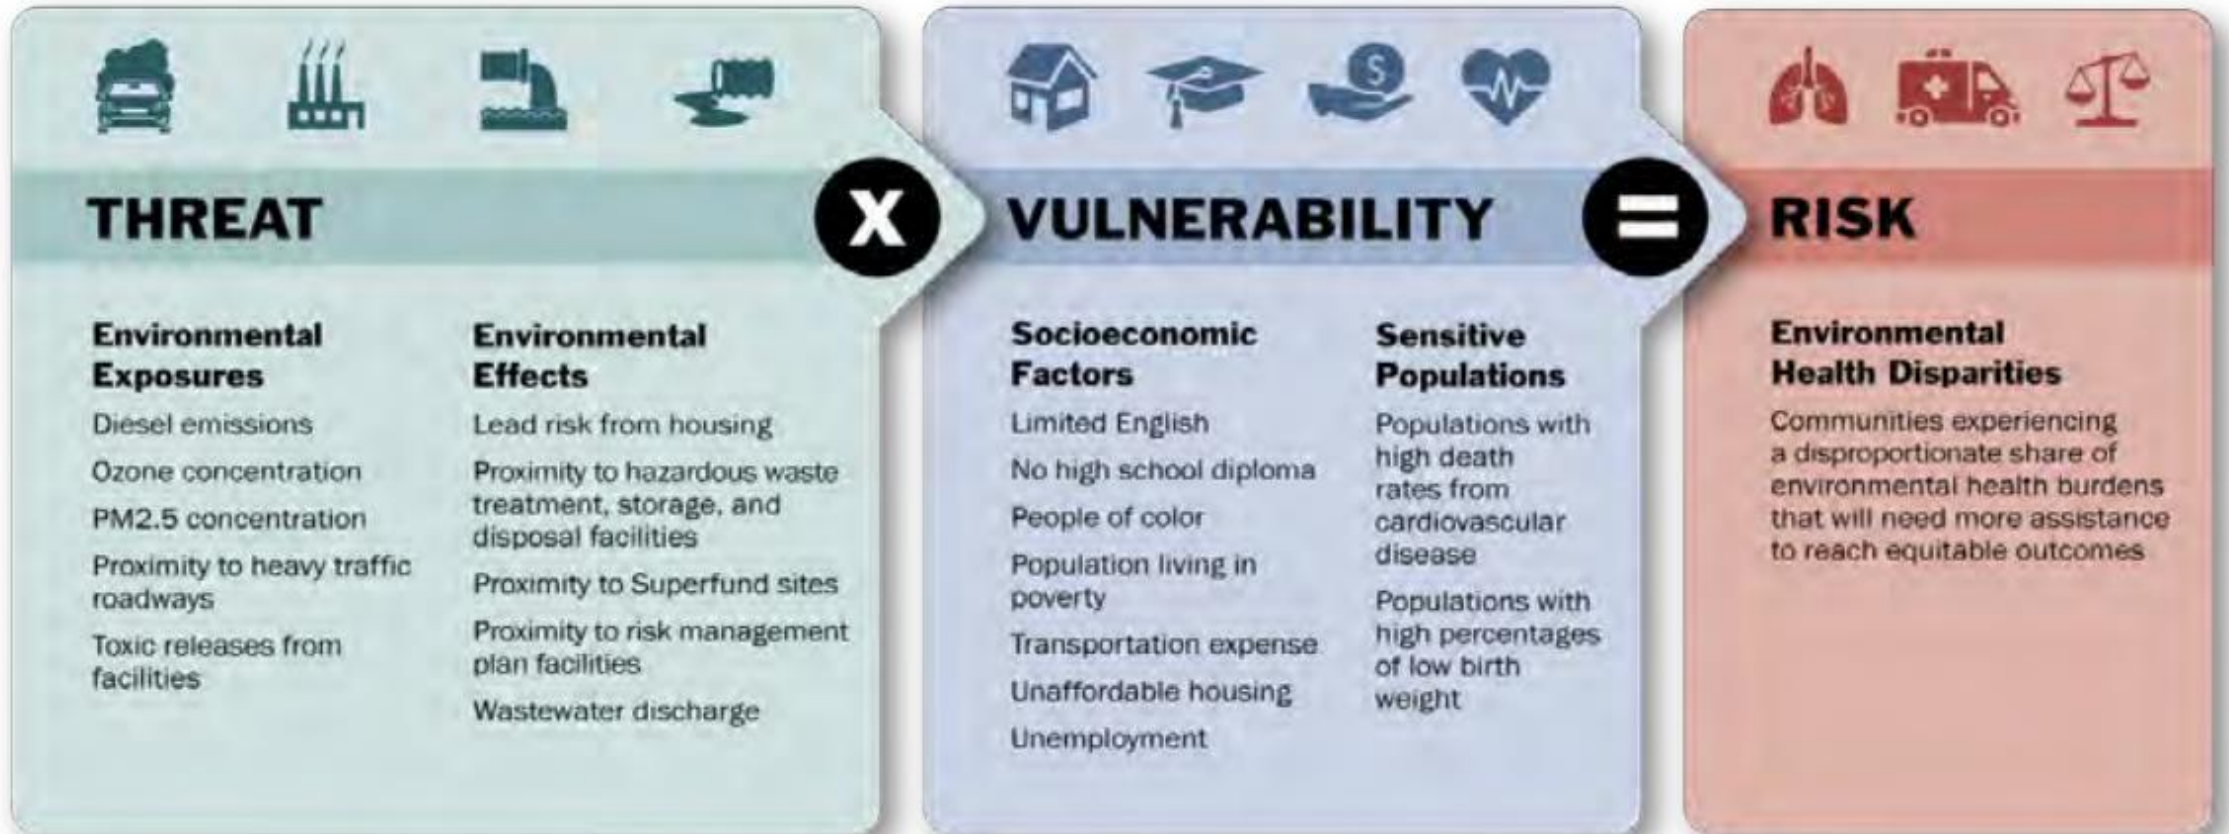 THREAT
X
VULNERABILITY
=
RISK
Environmental
Exposures
Diesel emissions
Ozone concentration
PM2.5 concentration
Proximity to heavy traffic
roadways
Toxic releases from
facilities
Environmental
Effects
Lead risk from housing
Proximity to hazardous waste
treatment, storage, and
disposal facilities
Proximity to Superfund sites
Proximity to risk management
plan facilities
Wastewater discharge
$
Socioeconomic
Factors
Limited English
No high school diploma
People of color
Population living in
poverty
Transportation expense
Unaffordable housing
Unemployment
Sensitive
Populations
Populations with
high death
rates from
cardiovascular
disease
Populations with
high percentages
of low birth
weight
Environmental
Health Disparities
Communities experiencing
a disproportionate share of
environmental health burdens
that will need more assistance
to reach equitable outcomes